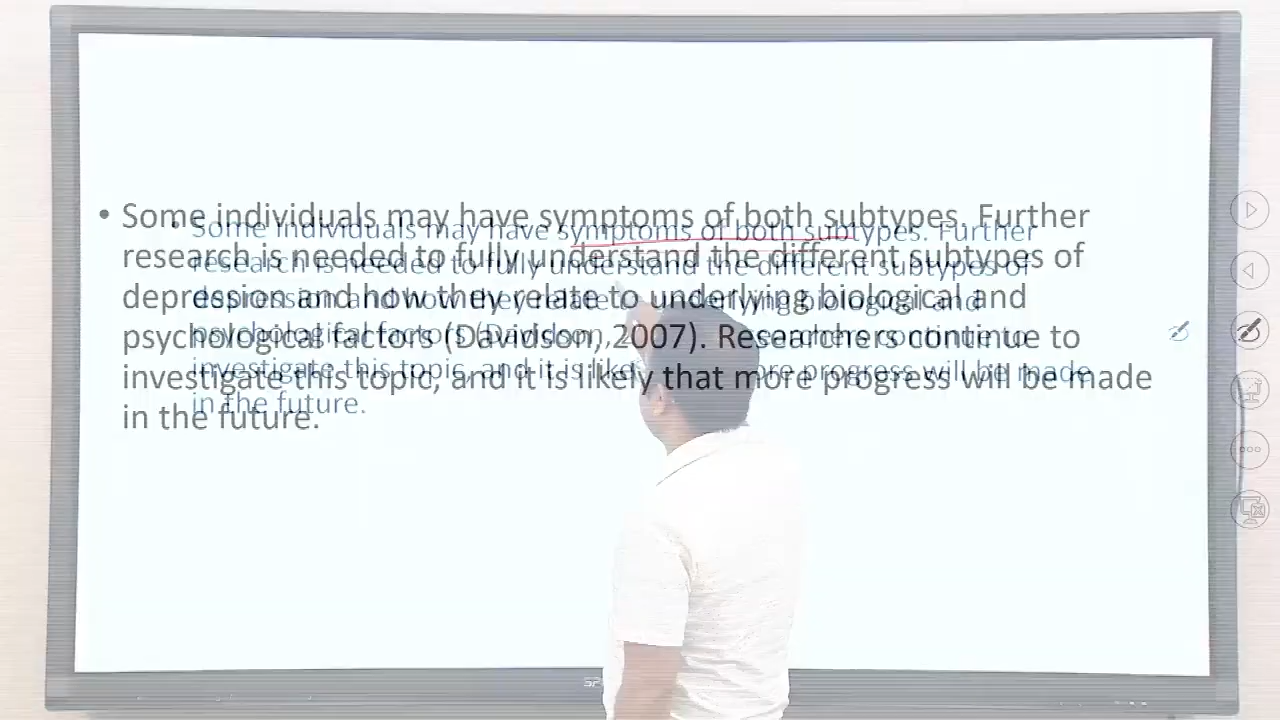 • Some individuals may have symptoms of both subtypes. Further
research is needed to fully understand the different subtypes of
depression and how they relate to underlying biological and
psychological factors (Davidson, 2007). Researchers continue to
investigate this topic, and it is likely that more progress will be made
in the future.